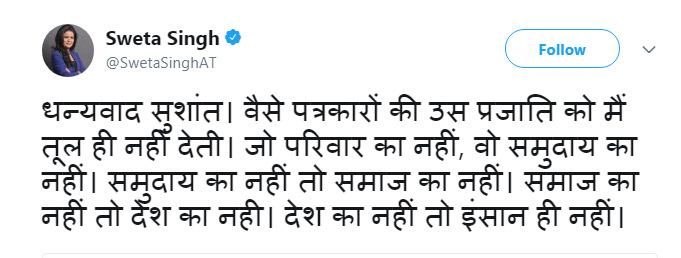 Sweta Singh
@SwetaSinghAT
Follow
धन्यवाद सुशांत। वैसे पत्रकारों की उस प्रजाति को मैं
तूल ही नहीं देती। जो परिवार का नहीं, वो समुदाय का
नहीं। समुदाय का नहीं तो समाज का नहीं। समाज का
नहीं तो देश का नही। देश का नहीं तो इंसान ही नहीं।